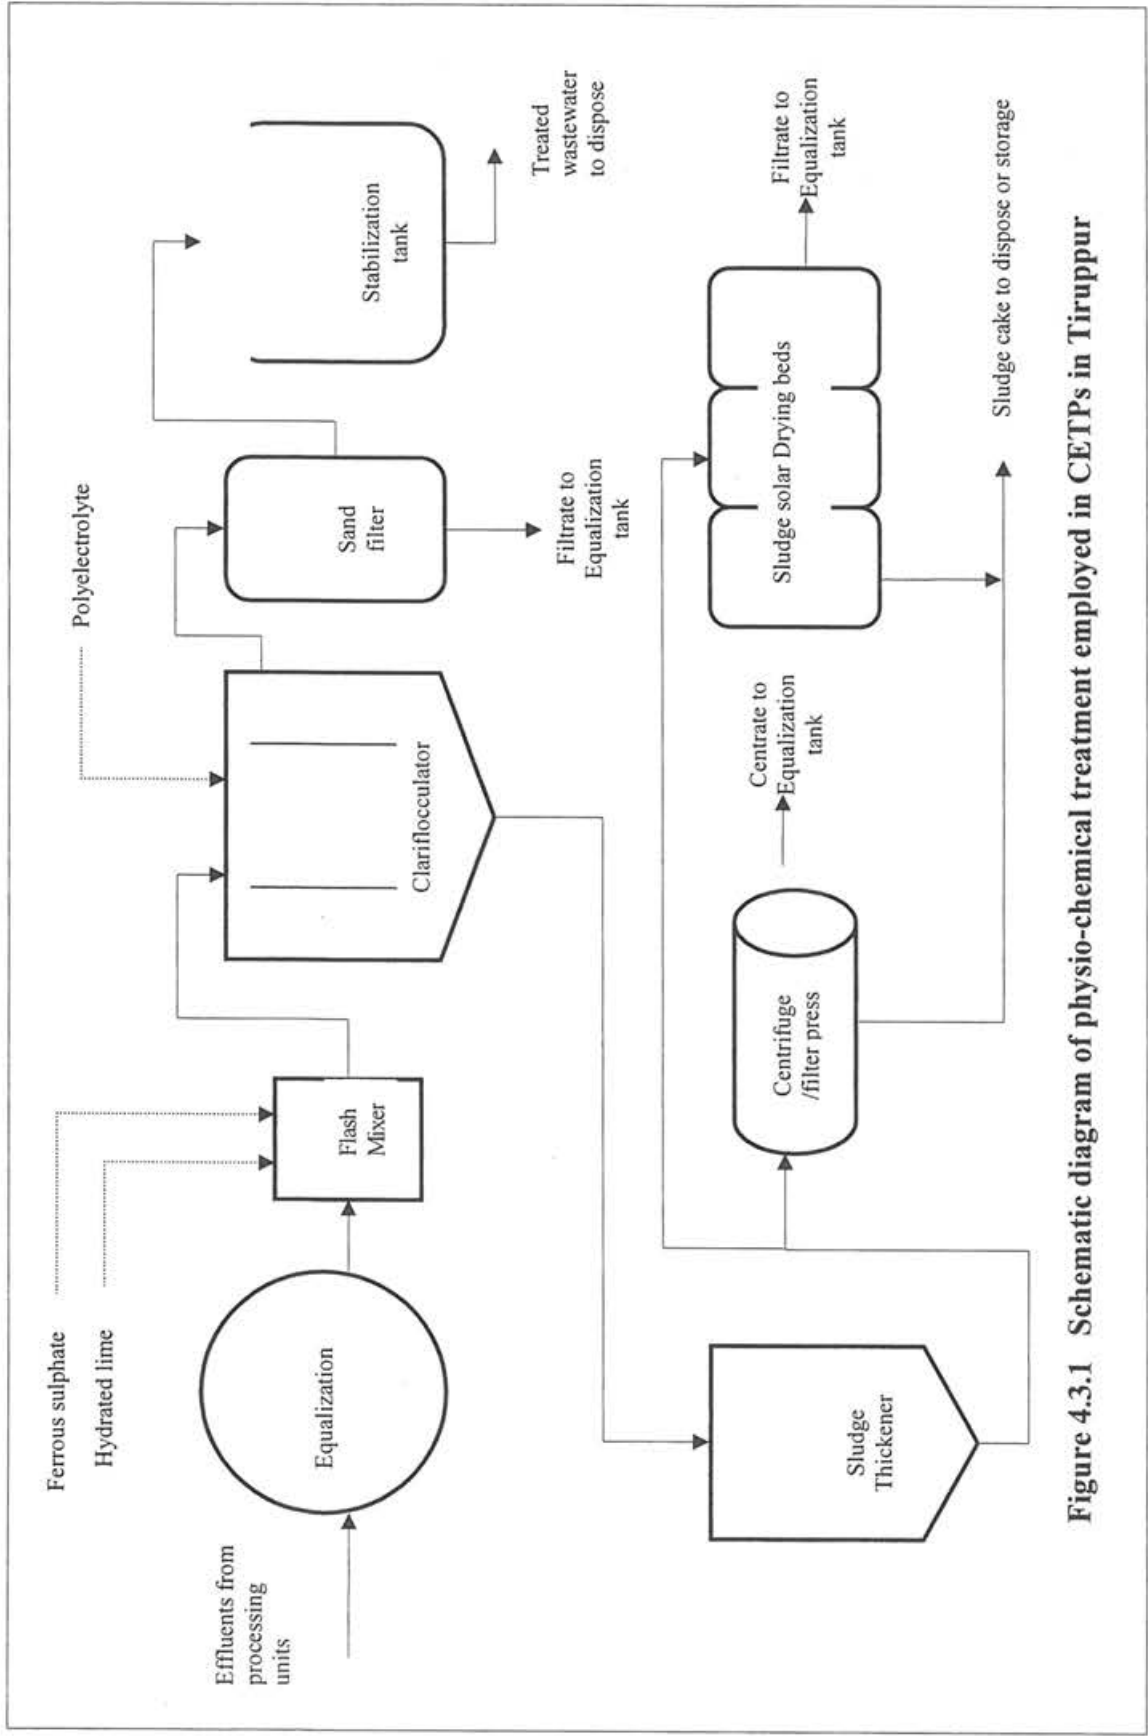 Ferrous sulphate
Hydrated lime
Polyelectrolyte
Effluents from
processing
units
Equalization
Flash
Mixer
Clariflocculator
Sand
filter
Stabilization
tank
Filtrate to
Equalization
tank
Treated
wastewater
to dispose
Sludge
Thickener
Centrifuge
/filter press
Centrate to
Equalization
tank
Sludge solar Drying beds
Filtrate to
Equalization
tank
Sludge cake to dispose or storage
Figure 4.3.1 Schematic diagram of physio-chemical treatment employed in CETPs in Tiruppur